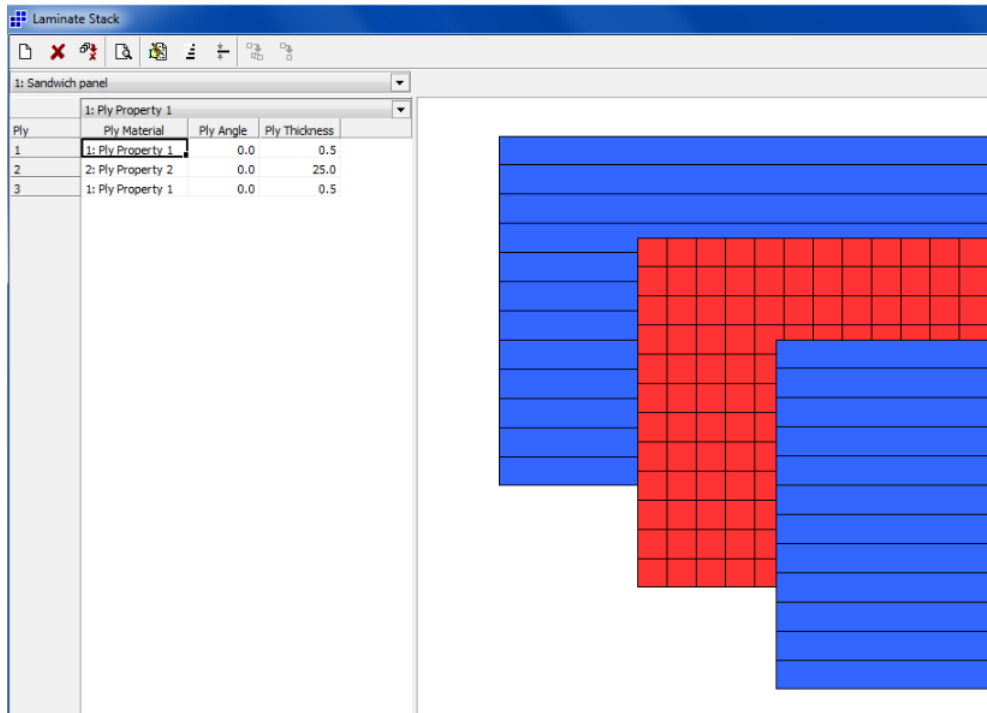 Laminate Stack
1: Sandwich panel
1: Ply Property 1
Ply Ply Material Ply Angle Ply Thickness
1 1: Ply Property 1 0.0 0.5
2 2: Ply Property 2 0.0 25.0
3 1: Ply Property 1 0.0 0.5